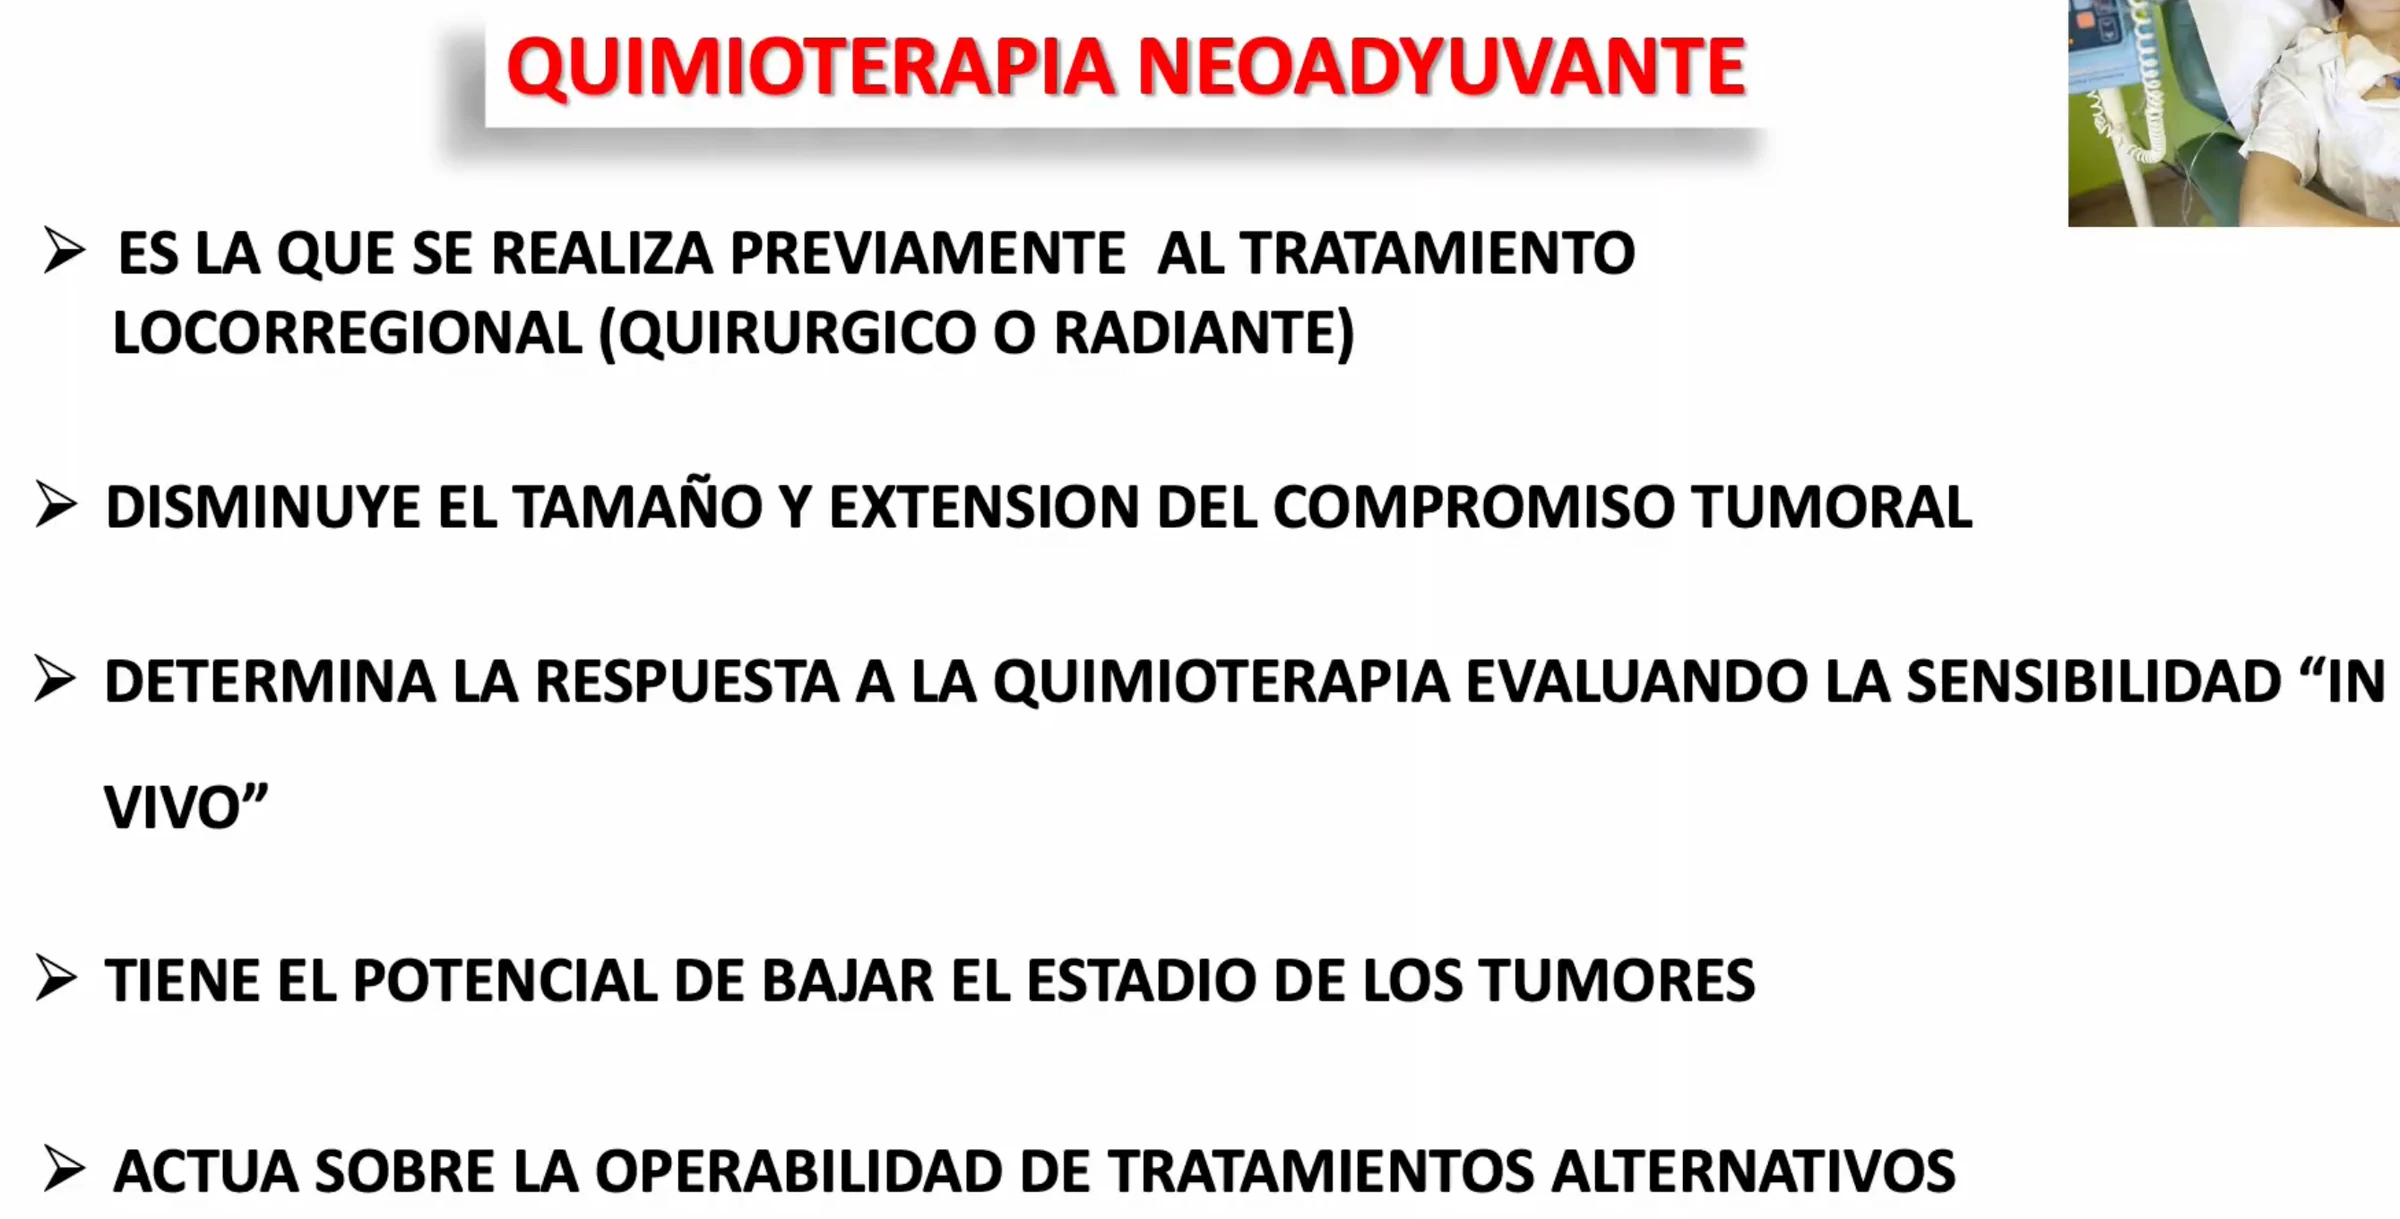 QUIMIOTERAPIA NEOADYUVANTE
➢ ES LA QUE SE REALIZA PREVIAMENTE AL TRATAMIENTO
LOCORREGIONAL (QUIRURGICO O RADIANTE)
➢ DISMINUYE EL TAMAÑO Y EXTENSION DEL COMPROMISO TUMORAL
➢ DETERMINA LA RESPUESTA A LA QUIMIOTERAPIA EVALUANDO LA SENSIBILIDAD “IN
VIVO”
➢ TIENE EL POTENCIAL DE BAJAR EL ESTADIO DE LOS TUMORES
➢ ACTUA SOBRE LA OPERABILIDAD DE TRATAMIENTOS ALTERNATIVOS